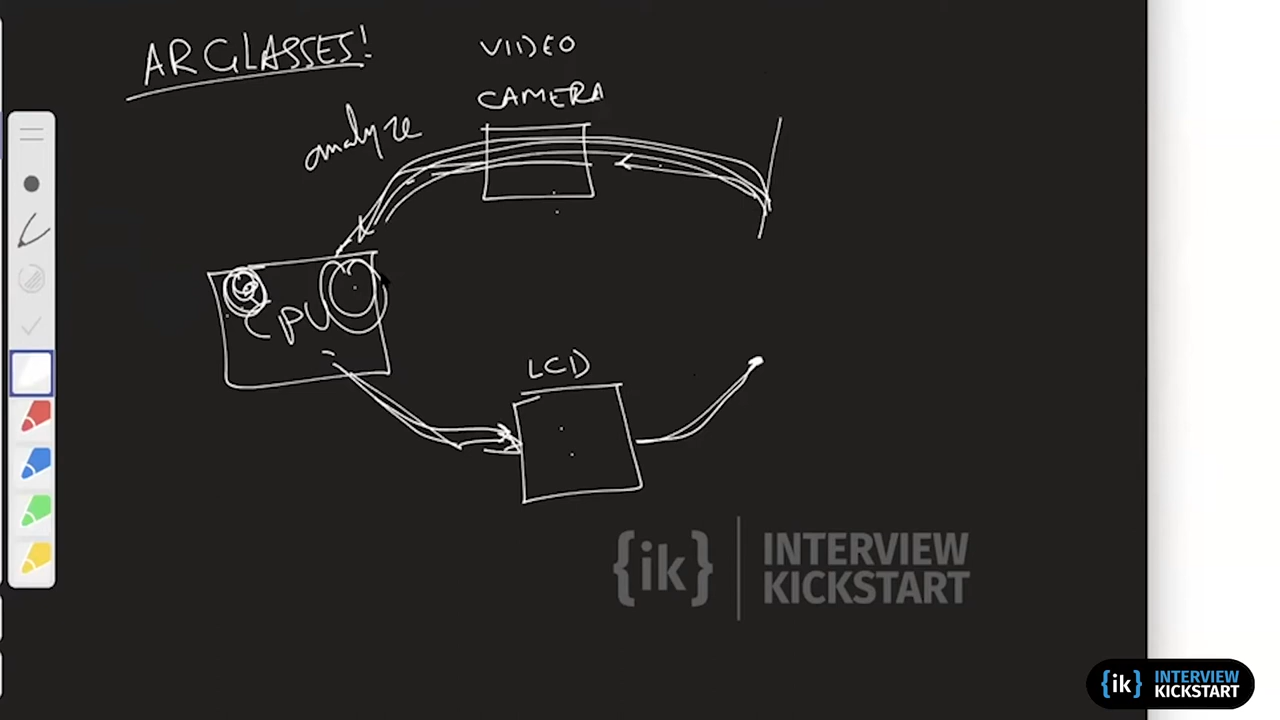 AR GLASSES!
VIDEO
CAMERA
analyze
CPU
LCD
{ik} INTERVIEW
KICKSTART
{ik} INTERVIEW
KICKSTART